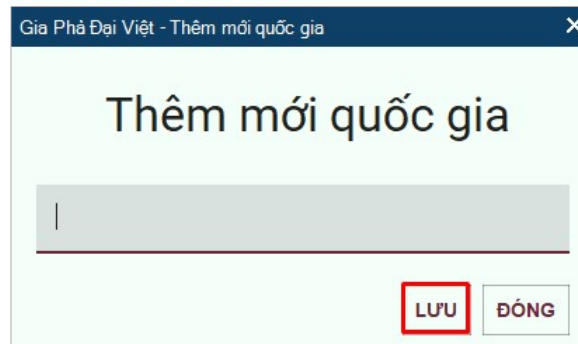 Gia Phả Đại Việt - Thêm mới quốc gia
Thêm mới quốc gia
LƯU ĐÓNG